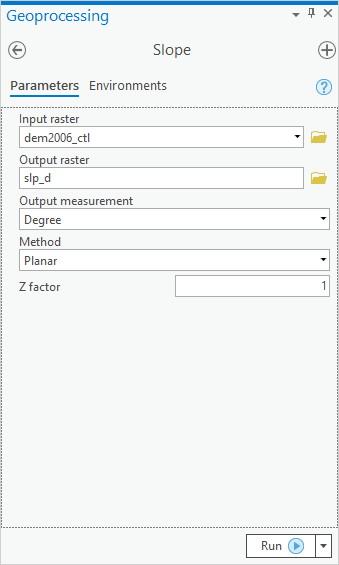 Geoprocessing
Slope
Parameters Environments
?
Input raster
dem2006_ctl
Output raster
slp_d
Output measurement
Degree
Method
Planar
Z factor 1
Run